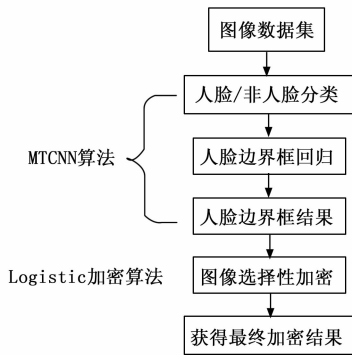 图像数据集
人脸/非人脸分类
MTCNN算法
人脸边界框回归
人脸边界框结果
Logistic加密算法
图像选择性加密
获得最终加密结果